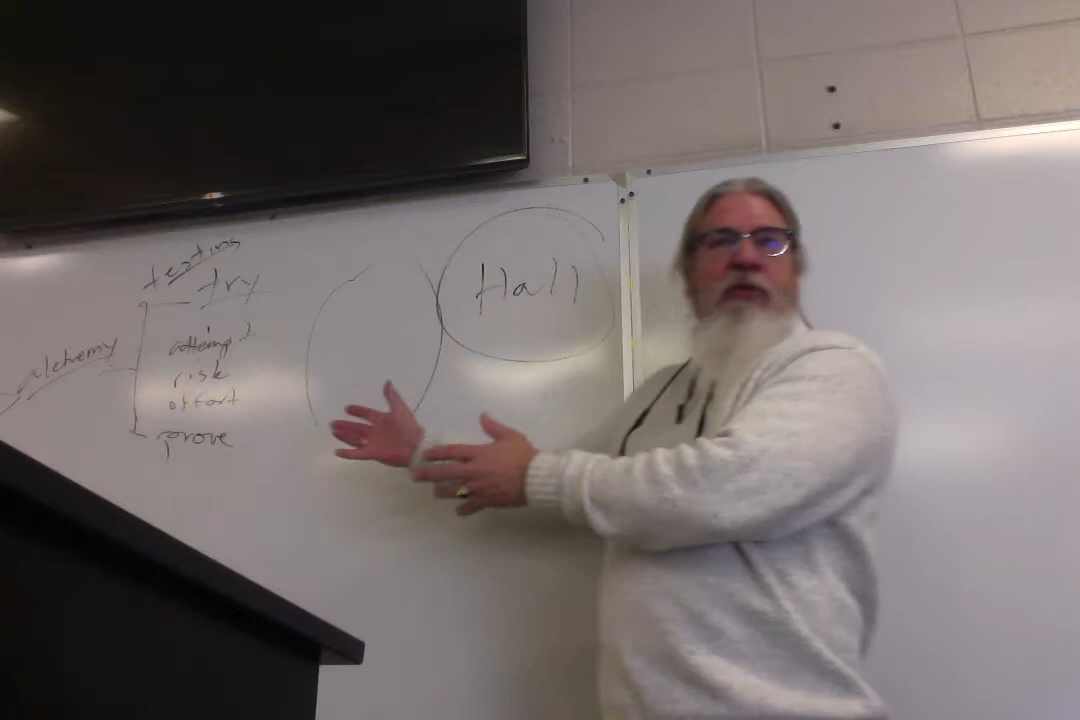 testing
try
alchemy
attempt
risk
effort
prove
Hall